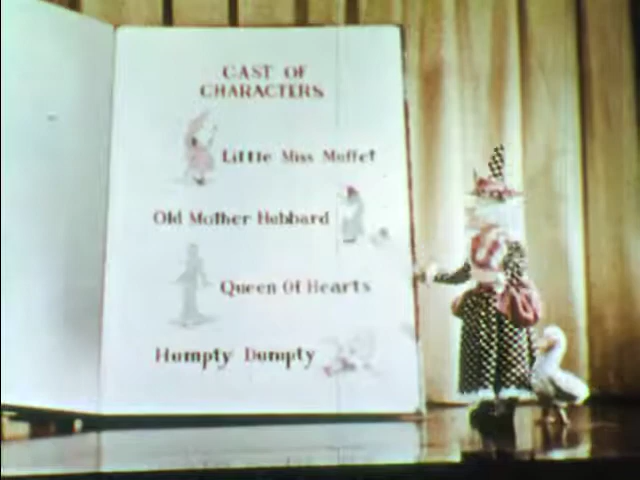 CAST OF
CHARACTERS
Little Miss Muffet
Old Mother Hubbard
Queen Of Hearts
Humpty Dumpty